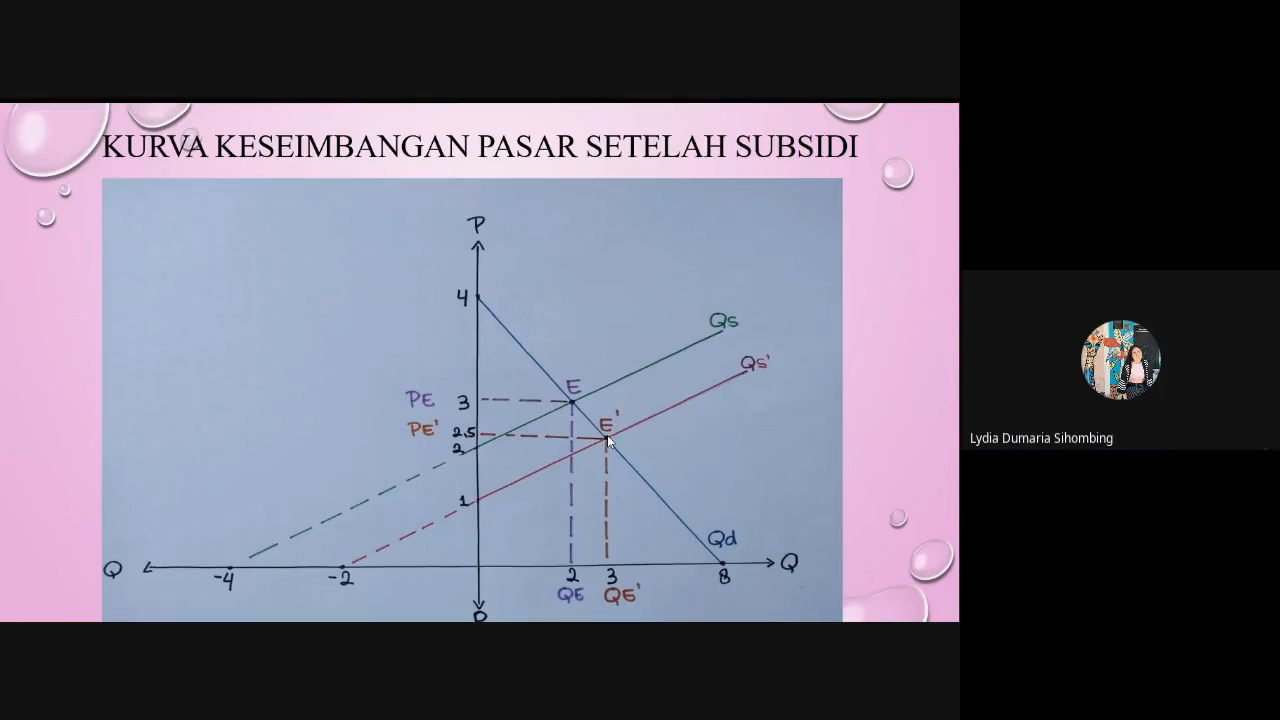 KURVA KESEIMBANGAN PASAR SETELAH SUBSIDI
P
4
Qs
Qs'
E
PE 3
E'
PE' 2,5
2
1
Qd
Q
Q
-4
-2
2
3
8
QE
QE'
P
Lydia Dumaria Sihombing